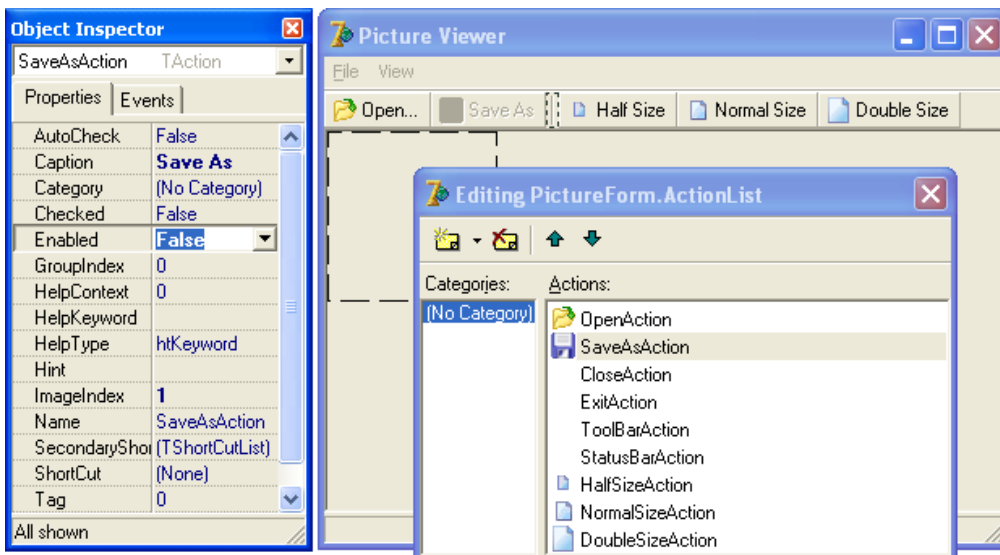 Object Inspector
SaveAsAction TAction
Properties Events
AutoCheck False
Caption Save As
Category (No Category)
Checked False
Enabled False
GroupIndex 0
HelpContext 0
HelpKeyword
HelpType htKeyword
Hint
ImageIndex 1
Name SaveAsAction
SecondaryShor (TShortCutList)
ShortCut (None)
Tag 0
All shown
Picture Viewer
File View
Open... Save As Half Size Normal Size Double Size
Editing PictureForm.ActionList
Categories: Actions:
(No Category)
OpenAction
SaveAsAction
CloseAction
ExitAction
ToolBarAction
StatusBarAction
HalfSizeAction
NormalSizeAction
DoubleSizeAction